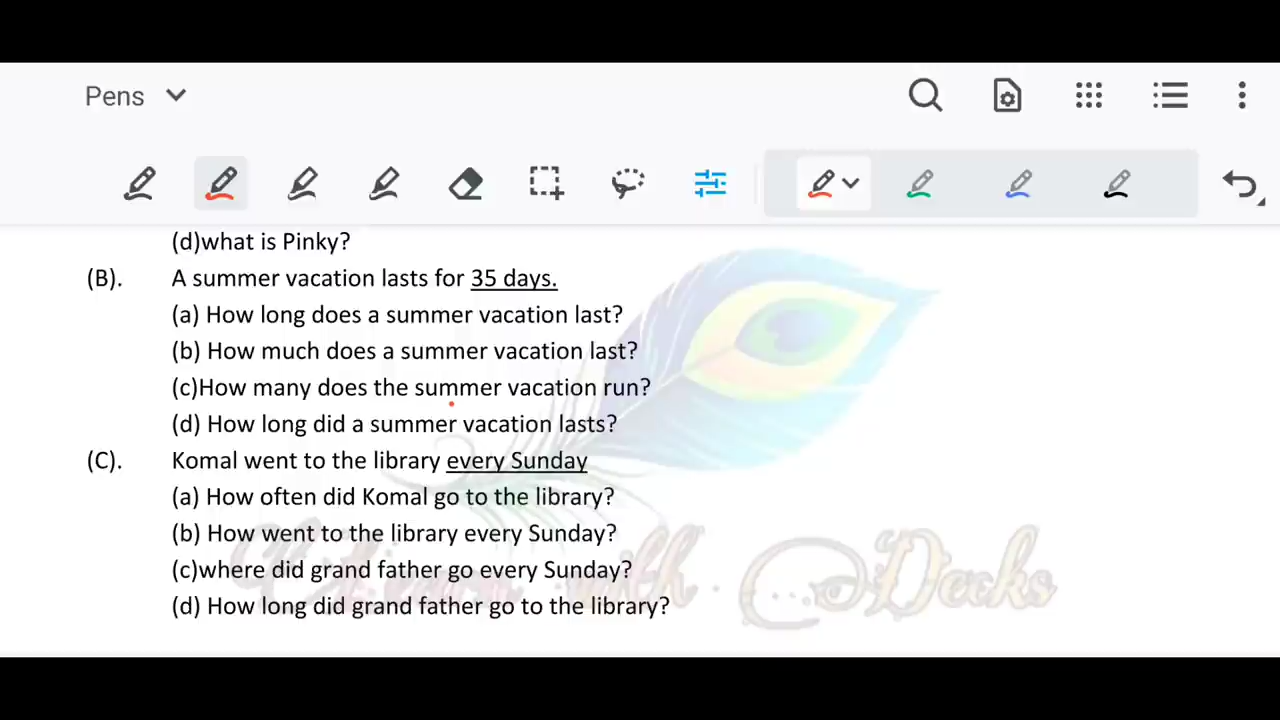 Pens
(d)what is Pinky?
(B). A summer vacation lasts for 35 days.
(a) How long does a summer vacation last?
(b) How much does a summer vacation last?
(c)How many does the summer vacation run?
(d) How long did a summer vacation lasts?
(C). Komal went to the library every Sunday
(a) How often did Komal go to the library?
(b) How went to the library every Sunday?
(c)where did grand father go every Sunday?
(d) How long did grand father go to the library?
Learn with Deeks